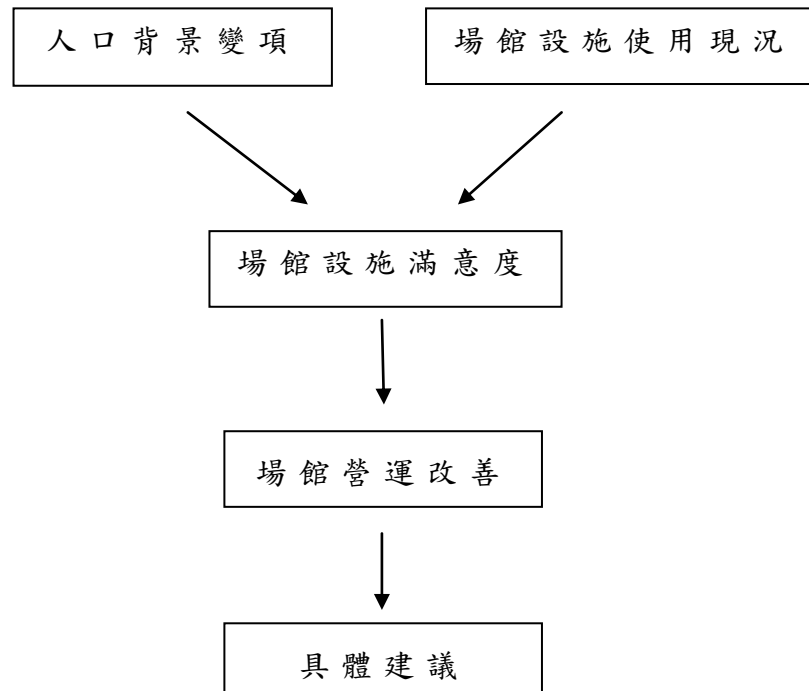 人口背景變項
場館設施使用現況
場館設施滿意度
場館營運改善
具體建議